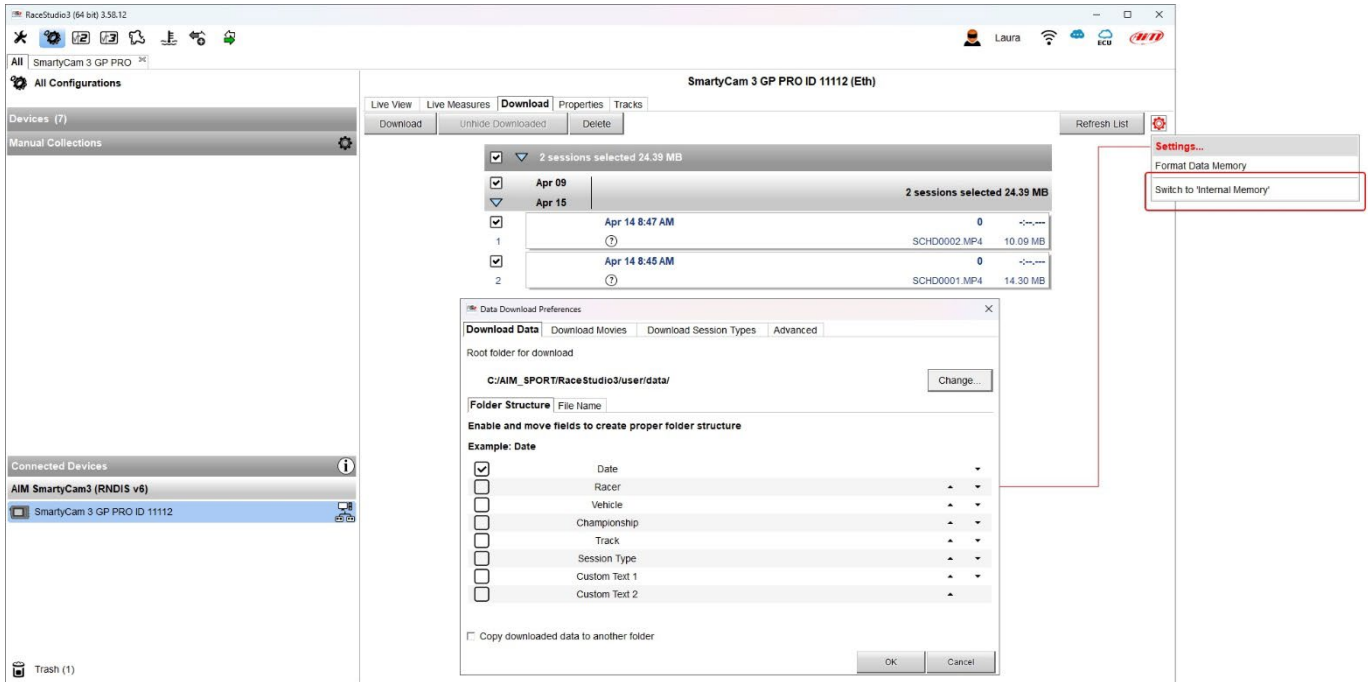 RaceStudio3 (64 bit) 3.58.12
Laura
ECU
AiM
All SmartyCam 3 GP PRO
All Configurations
SmartyCam 3 GP PRO ID 11112 (Eth)
Live View Live Measures Download Properties Tracks
Devices (7)
Download Unhide Downloaded Delete Refresh List
Manual Collections
Settings...
Format Data Memory
Switch to 'Internal Memory'
2 sessions selected 24.39 MB
Apr 09
2 sessions selected 24.39 MB
Apr 15
Apr 14 8:47 AM 0 -:--.---
1 ? SCHD0002.MP4 10.09 MB
Apr 14 8:45 AM 0 -:--.---
2 ? SCHD0001.MP4 14.30 MB
Data Download Preferences
Download Data Download Movies Download Session Types Advanced
Root folder for download
C:/AIM_SPORT/RaceStudio3/user/data/ Change...
Folder Structure File Name
Enable and move fields to create proper folder structure
Example: Date
Date
Racer
Vehicle
Championship
Track
Session Type
Custom Text 1
Custom Text 2
Copy downloaded data to another folder
OK Cancel
Connected Devices
AIM SmartyCam3 (RNDIS v6)
SmartyCam 3 GP PRO ID 11112
Trash (1)